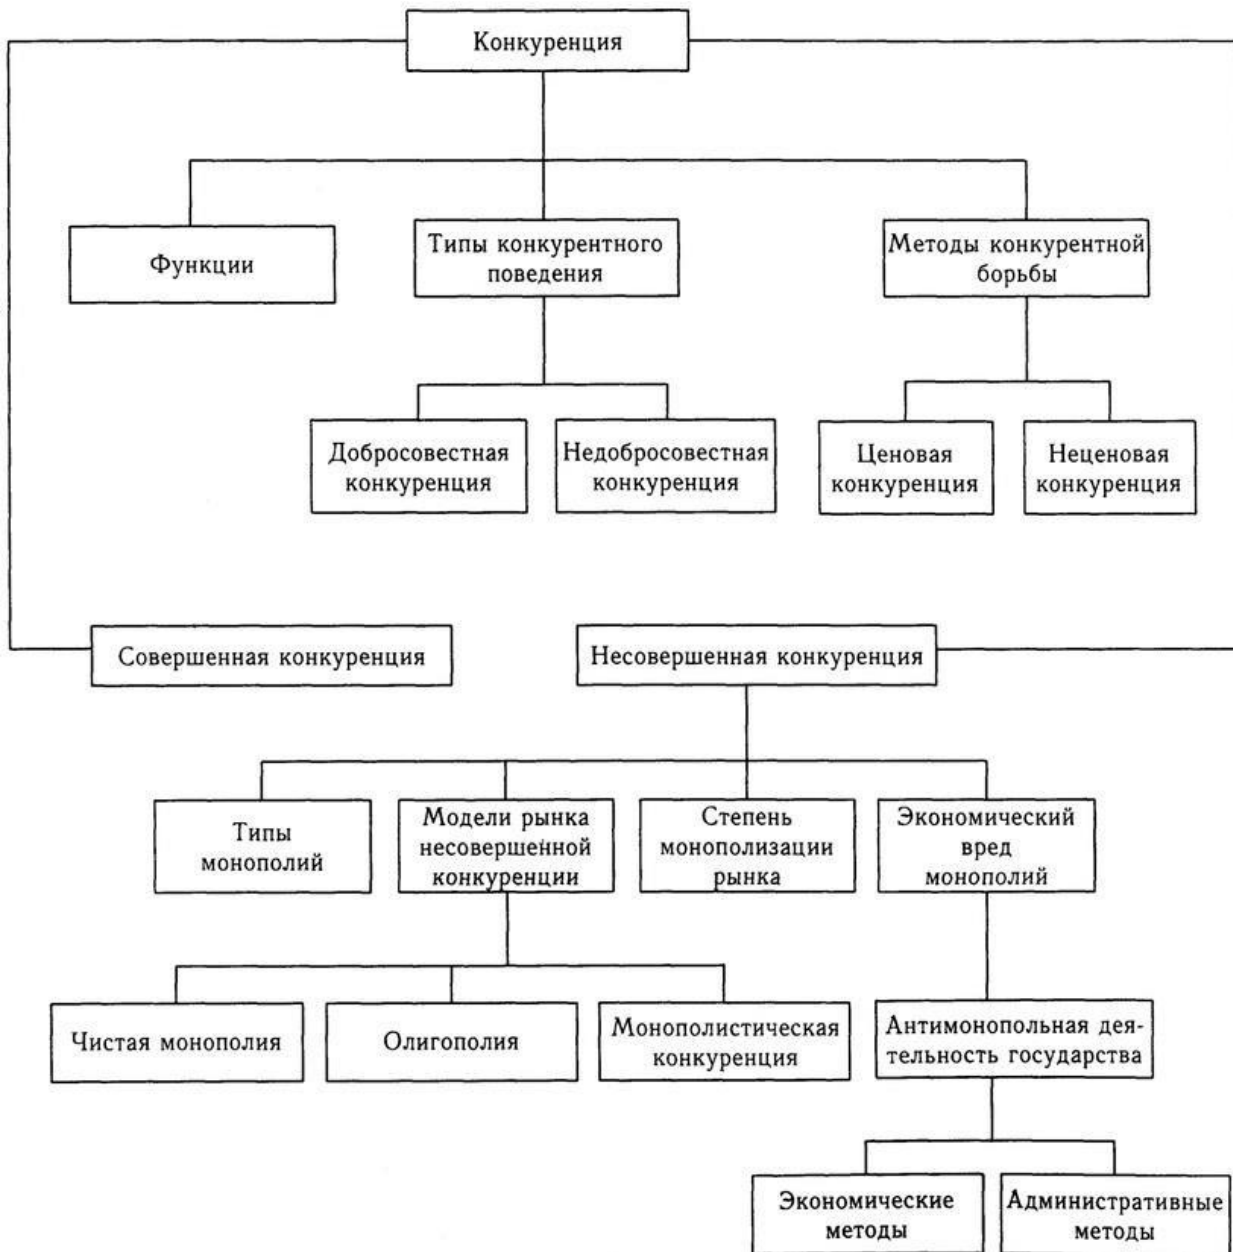 Конкуренция
Функции
Типы конкурентного
поведения
Методы конкурентной
борьбы
Добросовестная
конкуренция
Недобросовестная
конкуренция
Ценовая
конкуренция
Неценовая
конкуренция
Совершенная конкуренция
Несовершенная конкуренция
Типы
монополий
Модели рынка
несовершенной
конкуренции
Степень
монополизации
рынка
Экономический
вред
монополий
Чистая монополия
Олигополия
Монополистическая
конкуренция
Антимонопольная дея-
тельность государства
Экономические
методы
Административные
методы